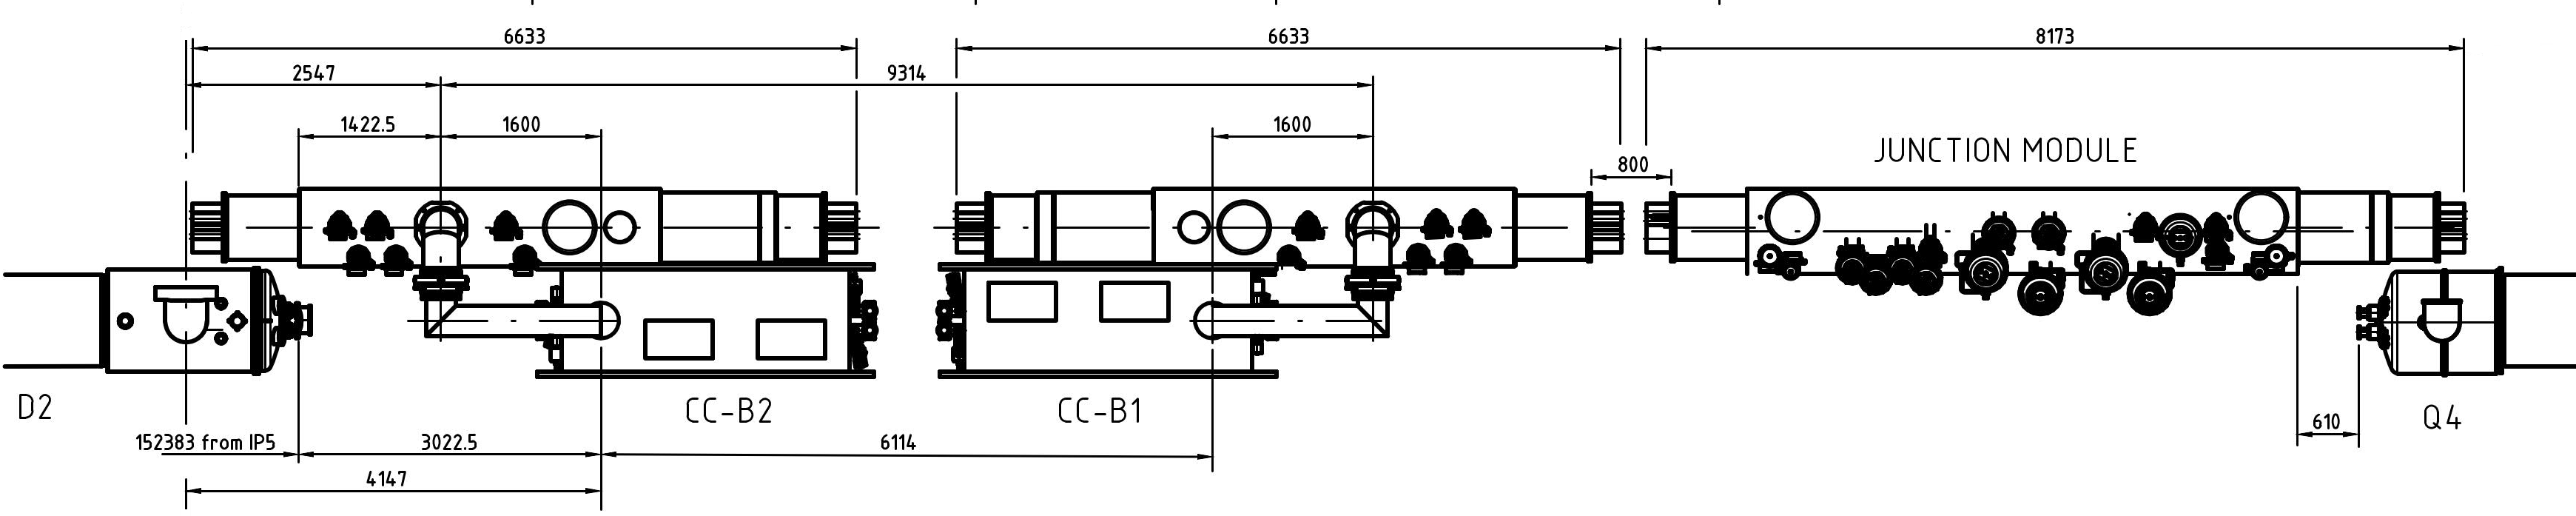 6633
6633
8173
2547
9314
1422.5
1600
1600
JUNCTION MODULE
800
D2
CC-B2
CC-B1
Q4
152383 from IP5
3022.5
6114
610
4147